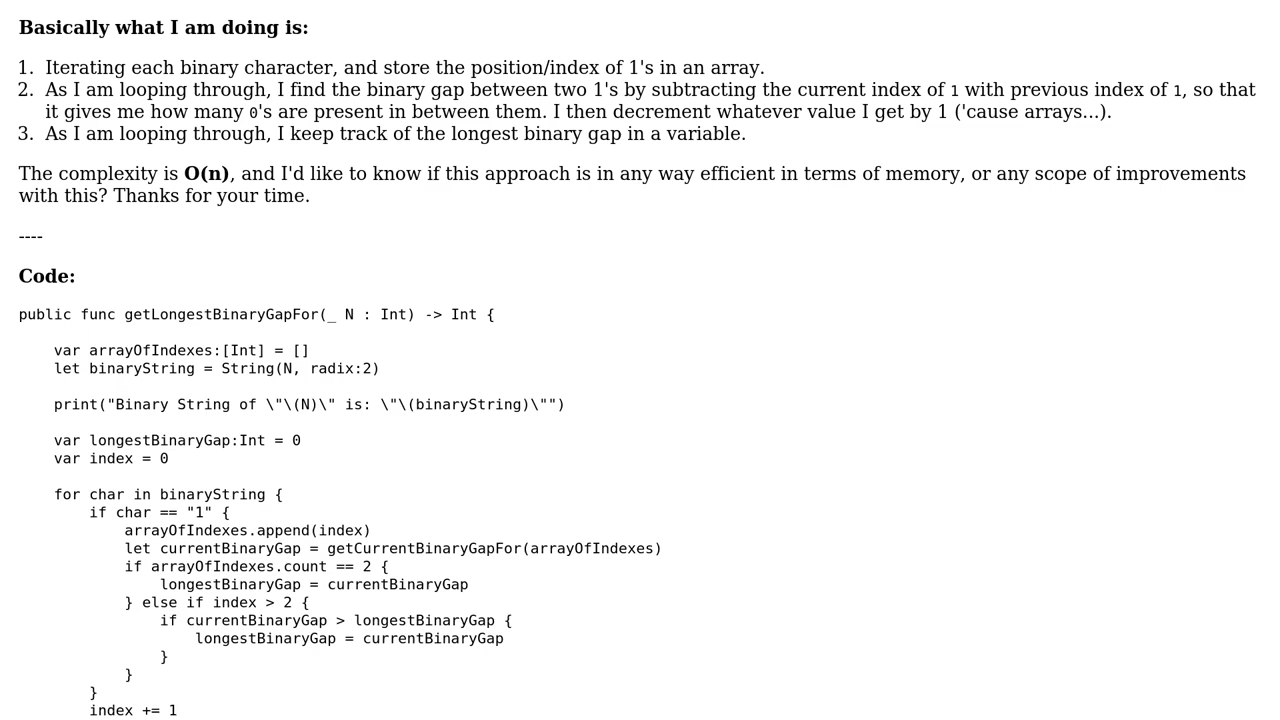 Basically what I am doing is:
1. Iterating each binary character, and store the position/index of 1's in an array.
2. As I am looping through, I find the binary gap between two 1's by subtracting the current index of 1 with previous index of 1, so that
it gives me how many 0's are present in between them. I then decrement whatever value I get by 1 ('cause arrays...).
3. As I am looping through, I keep track of the longest binary gap in a variable.
The complexity is O(n), and I'd like to know if this approach is in any way efficient in terms of memory, or any scope of improvements
with this? Thanks for your time.
----
Code:
public func getLongestBinaryGapFor(_ N : Int) -> Int {
    var arrayOfIndexes:[Int] = []
    let binaryString = String(N, radix:2)
    print("Binary String of \"\(N)\" is: \"\(binaryString)\"")
    var longestBinaryGap:Int = 0
    var index = 0
    for char in binaryString {
        if char == "1" {
            arrayOfIndexes.append(index)
            let currentBinaryGap = getCurrentBinaryGapFor(arrayOfIndexes)
            if arrayOfIndexes.count == 2 {
                longestBinaryGap = currentBinaryGap
            } else if index > 2 {
                if currentBinaryGap > longestBinaryGap {
                    longestBinaryGap = currentBinaryGap
                }
            }
        }
        index += 1